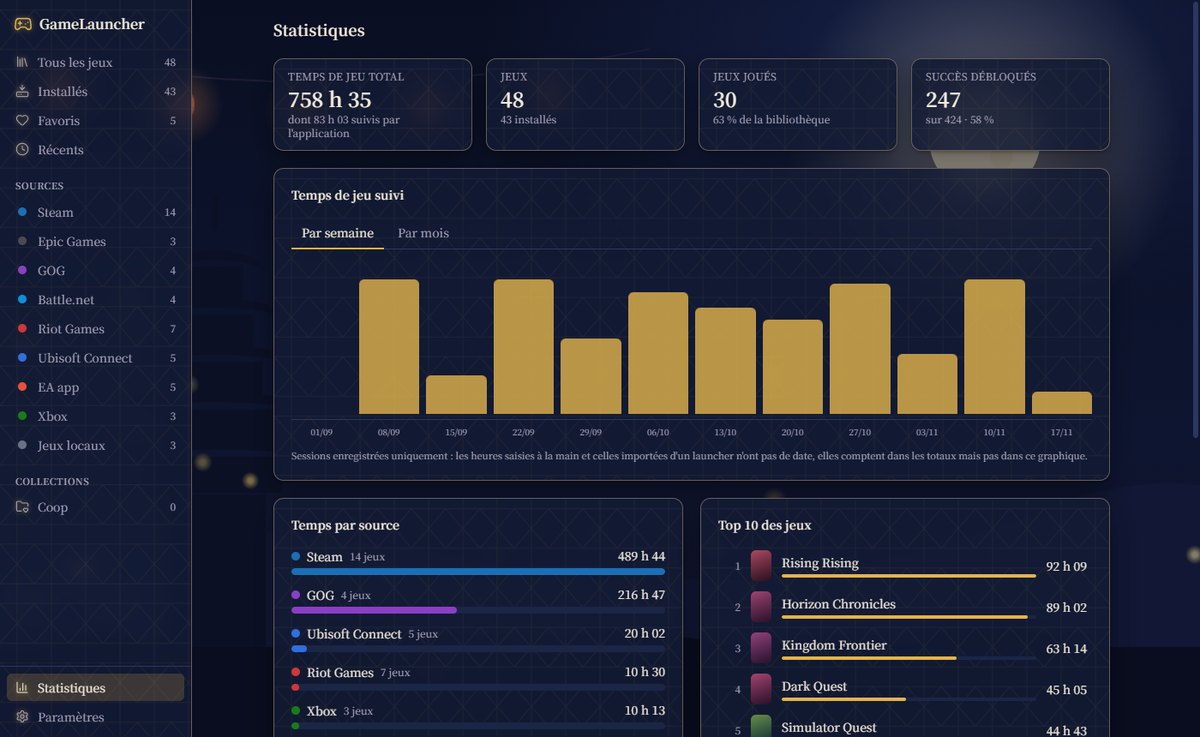 GameLauncher
Tous les jeux 48
Installés 43
Favoris 5
Récents
SOURCES
Steam 14
Epic Games 3
GOG 4
Battle.net 4
Riot Games 7
Ubisoft Connect 5
EA app 5
Xbox 3
Jeux locaux 3
COLLECTIONS
Coop 0
Statistiques
Paramètres
Statistiques
TEMPS DE JEU TOTAL
758 h 35
dont 83 h 03 suivis par
l'application
JEUX
48
43 installés
JEUX JOUÉS
30
63 % de la bibliothèque
SUCCÈS DÉBLOQUÉS
247
sur 424 · 58 %
Temps de jeu suivi
Par semaine Par mois
01/09 08/09 15/09 22/09 29/09 06/10 13/10 20/10 27/10 03/11 10/11 17/11
Sessions enregistrées uniquement : les heures saisies à la main et celles importées d'un launcher n'ont pas de date, elles comptent dans les totaux mais pas dans ce graphique.
Temps par source
Steam 14 jeux 489 h 44
GOG 4 jeux 216 h 47
Ubisoft Connect 5 jeux 20 h 02
Riot Games 7 jeux 10 h 30
Xbox 3 jeux 10 h 13
Top 10 des jeux
1 Rising Rising 92 h 09
2 Horizon Chronicles 89 h 02
3 Kingdom Frontier 63 h 14
4 Dark Quest 45 h 05
5 Simulator Quest 44 h 43